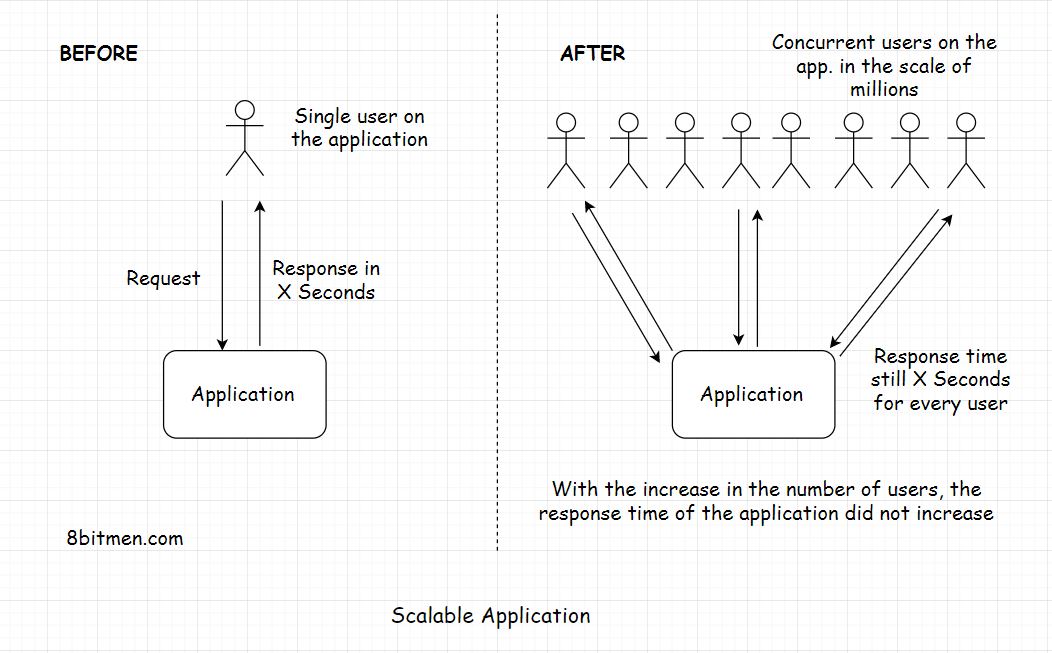 BEFORE
Single user on
the application
Request
Response in
X Seconds
Application
8bitmen.com
AFTER
Concurrent users on the
app. in the scale of
millions
Application
Response time
still X Seconds
for every user
With the increase in the number of users, the
response time of the application did not increase
Scalable Application